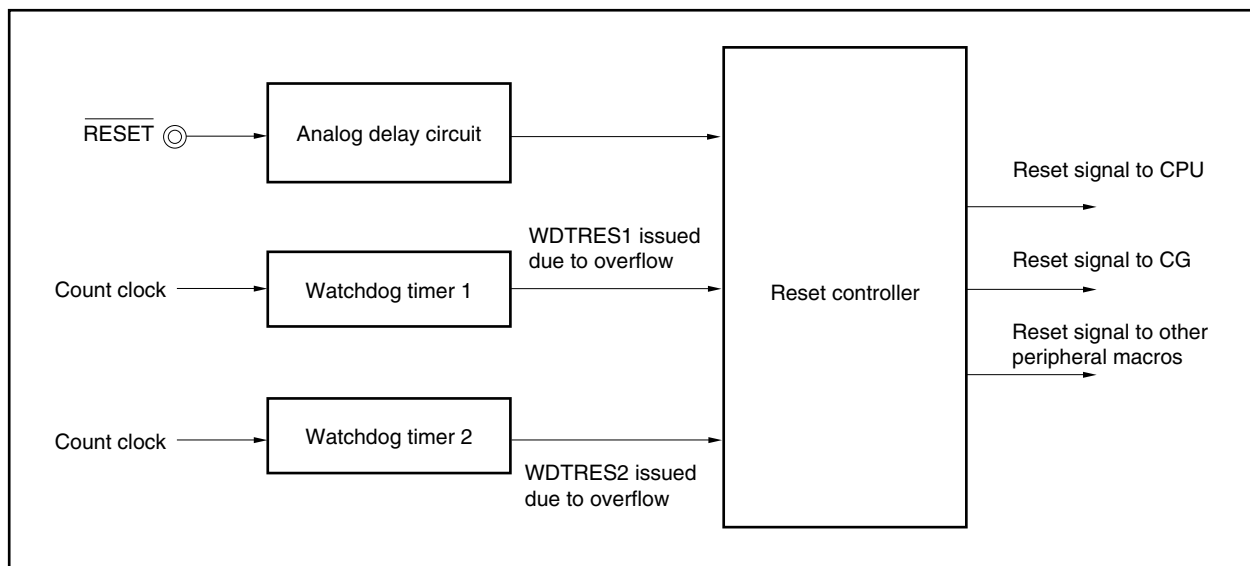 RESET
Analog delay circuit
Reset signal to CPU
WDTRES1 issued
due to overflow
Reset signal to CG
Count clock
Watchdog timer 1
Reset controller
Reset signal to other
peripheral macros
Count clock
Watchdog timer 2
WDTRES2 issued
due to overflow